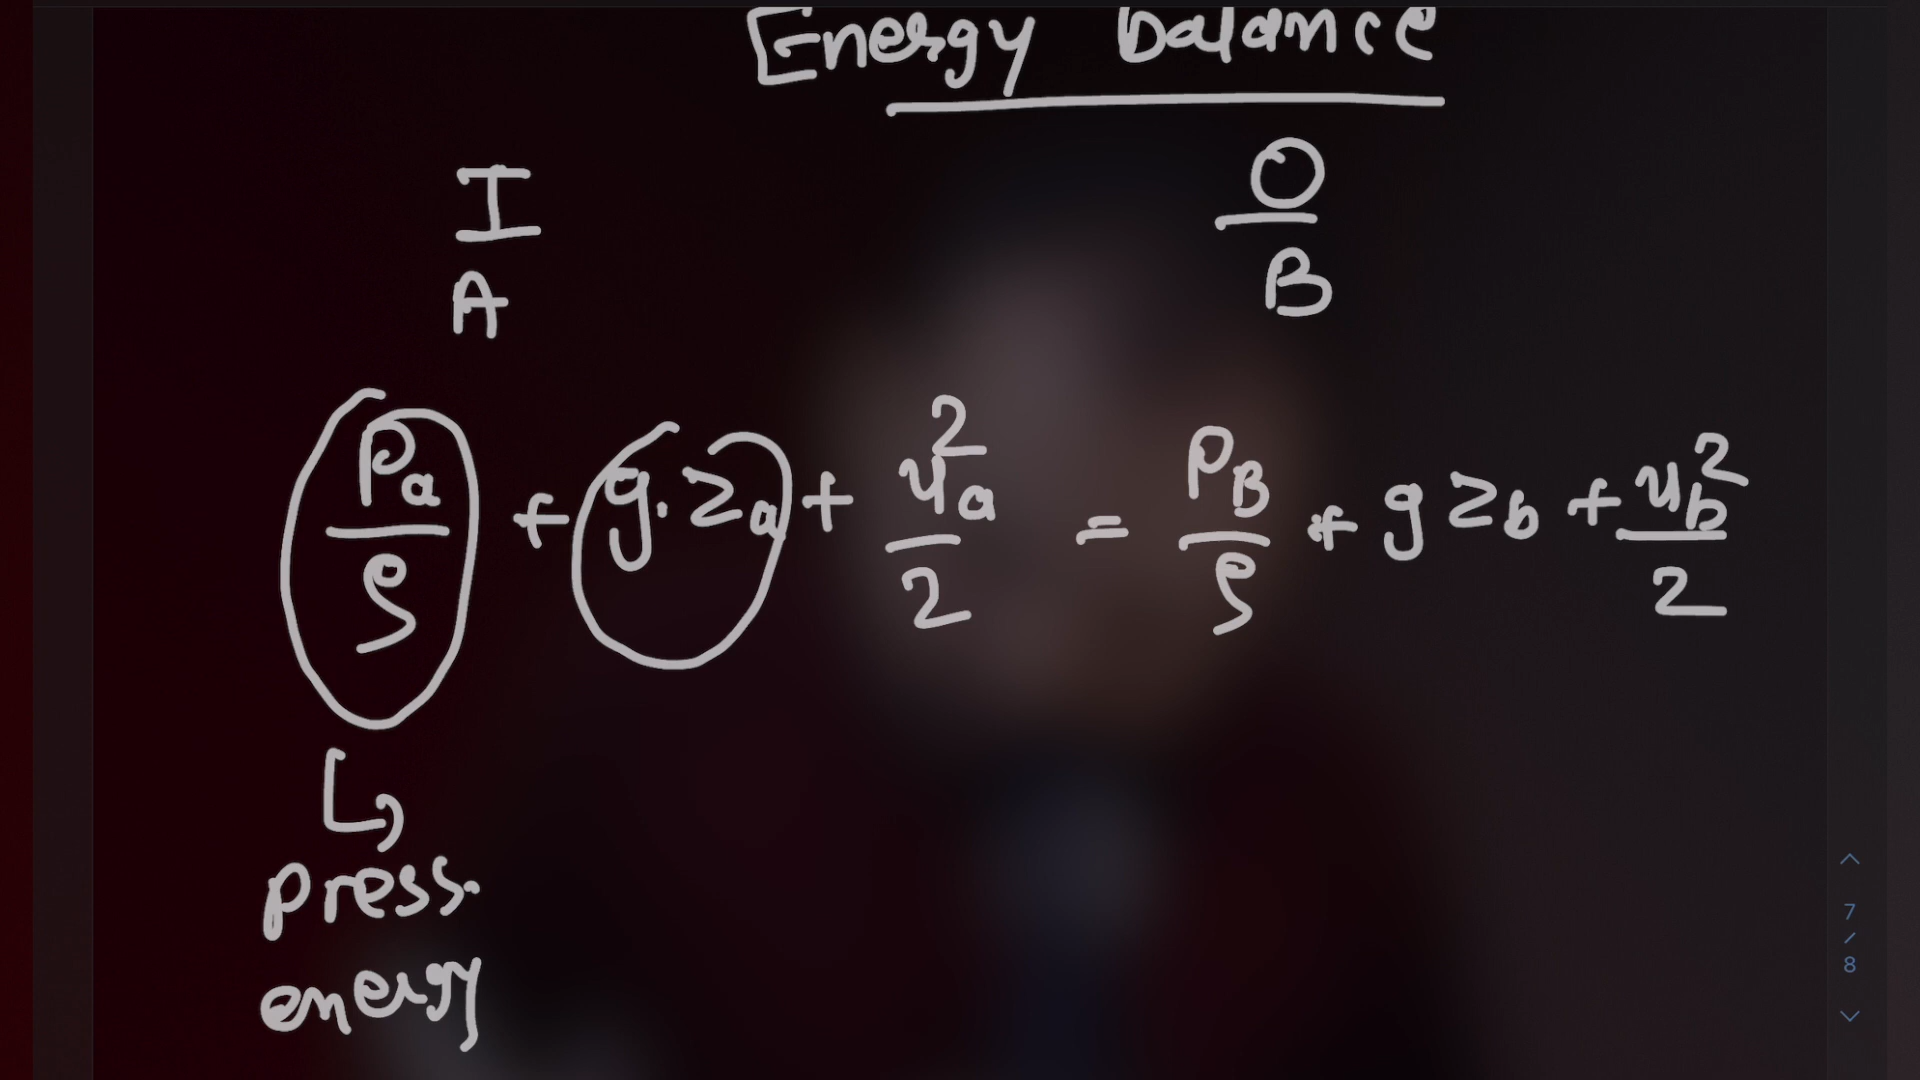 Energy balance
I O
A B
Pa/ρ + g.Za + ua²/2 = PB/ρ + g Zb + ub²/2
↳
press.
energy
7
/
8